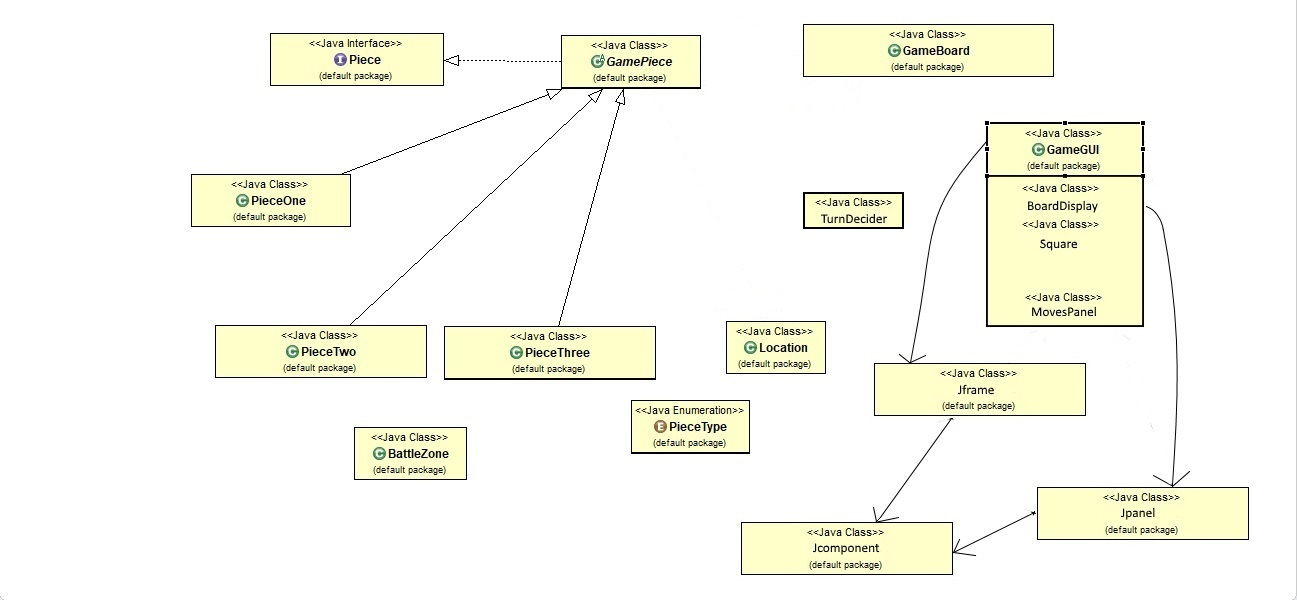 <<Java Interface>>
Piece
(default package)
<<Java Class>>
GamePiece
(default package)
<<Java Class>>
GameBoard
(default package)
<<Java Class>>
GameGUI
(default package)
<<Java Class>>
BoardDisplay
<<Java Class>>
Square
<<Java Class>>
MovesPanel
<<Java Class>>
PieceOne
(default package)
<<Java Class>>
TurnDecider
<<Java Class>>
PieceTwo
(default package)
<<Java Class>>
PieceThree
(default package)
<<Java Class>>
Location
(default package)
<<Java Class>>
Jframe
(default package)
<<Java Enumeration>>
PieceType
(default package)
<<Java Class>>
BattleZone
(default package)
<<Java Class>>
Jpanel
(default package)
<<Java Class>>
Jcomponent
(default package)